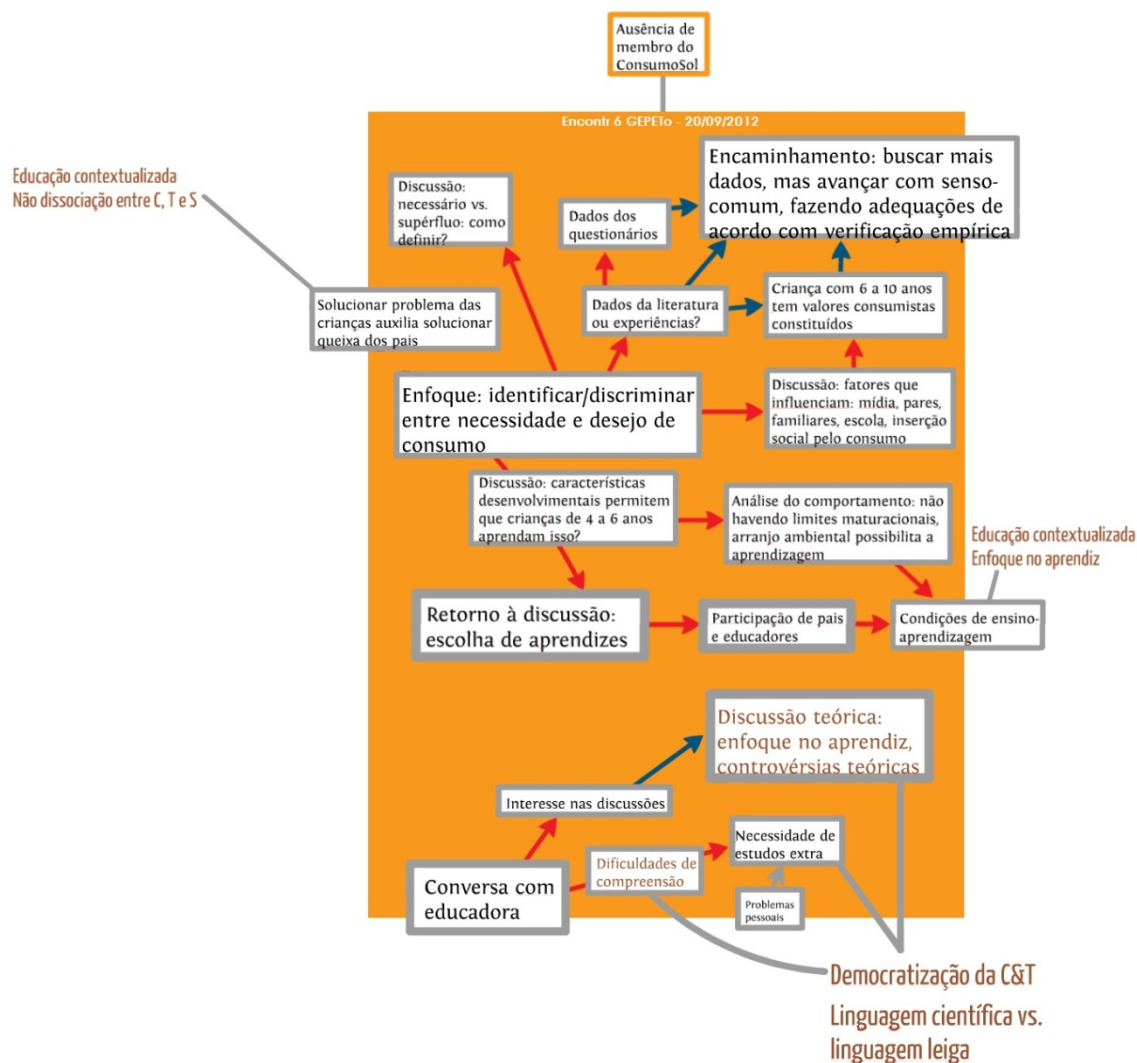 Ausência de
membro do
ConsumoSol
Encontr 6 GEPETo - 20/09/2012
Educação contextualizada
Não dissociação entre C, T e S
Discussão:
necessário vs.
supérfluo: como
definir?
Dados dos
questionários
Encaminhamento: buscar mais
dados, mas avançar com senso-
comum, fazendo adequações de
acordo com verificação empírica
Solucionar problema das
crianças auxilia solucionar
queixa dos pais
Dados da literatura
ou experiências?
Criança com 6 a 10 anos
tem valores consumistas
constituídos
Enfoque: identificar/discriminar
entre necessidade e desejo de
consumo
Discussão: fatores que
influenciam: mídia, pares,
familiares, escola, inserção
social pelo consumo
Discussão: características
desenvolvimentais permitem
que crianças de 4 a 6 anos
aprendam isso?
Análise do comportamento: não
havendo limites maturacionais,
arranjo ambiental possibilita a
aprendizagem
Educação contextualizada
Enfoque no aprendiz
Retorno à discussão:
escolha de aprendizes
Participação de pais
e educadores
Condições de ensino-
aprendizagem
Discussão teórica:
enfoque no aprendiz,
controvérsias teóricas
Interesse nas discussões
Necessidade de
estudos extra
Dificuldades de
compreensão
Conversa com
educadora
Problemas
pessoais
Democratização da C&T
Linguagem científica vs.
linguagem leiga